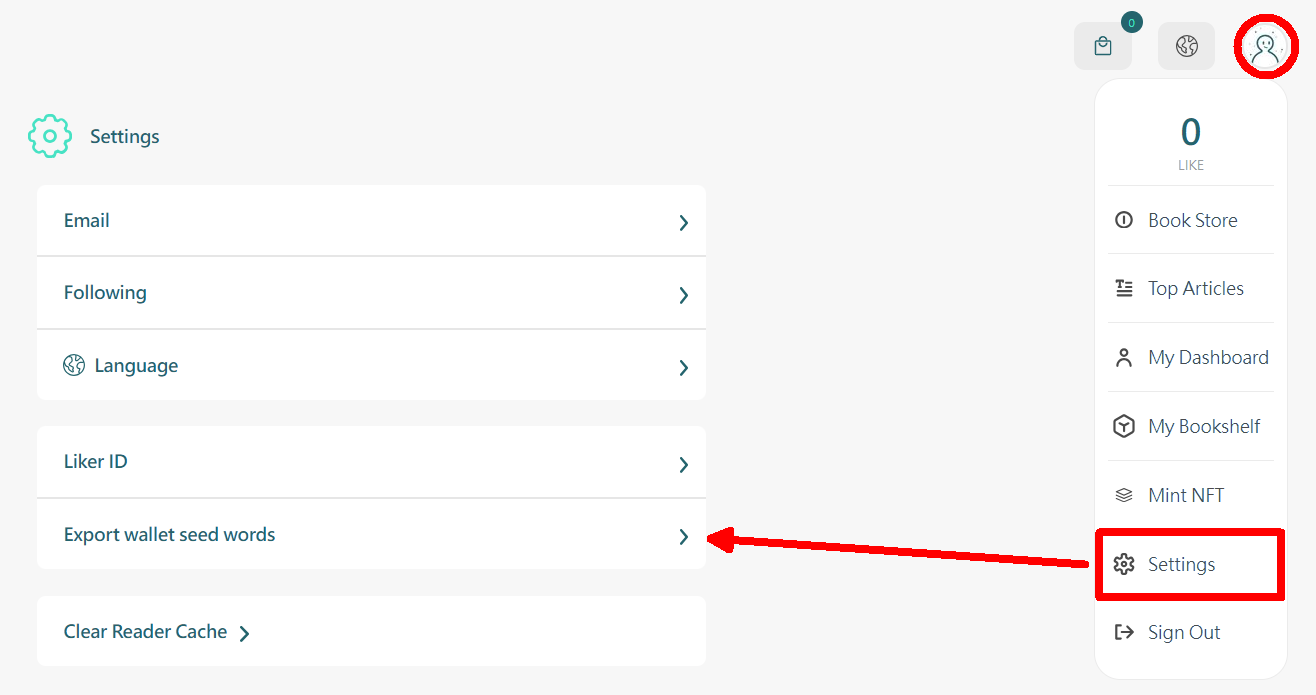 0
Settings
Email
Following
Language
Liker ID
Export wallet seed words
Clear Reader Cache
0
LIKE
Book Store
Top Articles
My Dashboard
My Bookshelf
Mint NFT
Settings
Sign Out